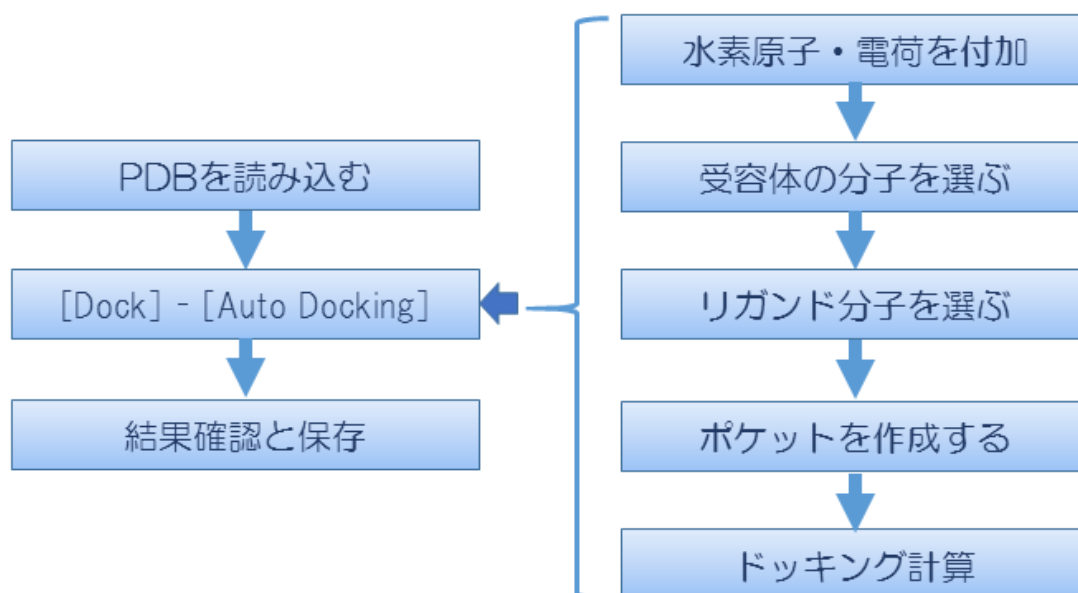 PDBを読み込む
[Dock] - [Auto Docking]
結果確認と保存
水素原子・電荷を付加
受容体の分子を選ぶ
リガンド分子を選ぶ
ポケットを作成する
ドッキング計算